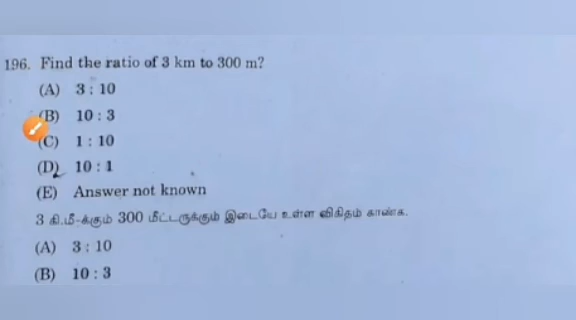 196. Find the ratio of 3 km to 300 m?
(A) 3 : 10
(B) 10 : 3
(C) 1 : 10
(D) 10 : 1
(E) Answer not known
3 கி.மீ-க்கும் 300 மீட்டருக்கும் இடையே உள்ள விகிதம் காண்க.
(A) 3 : 10
(B) 10 : 3